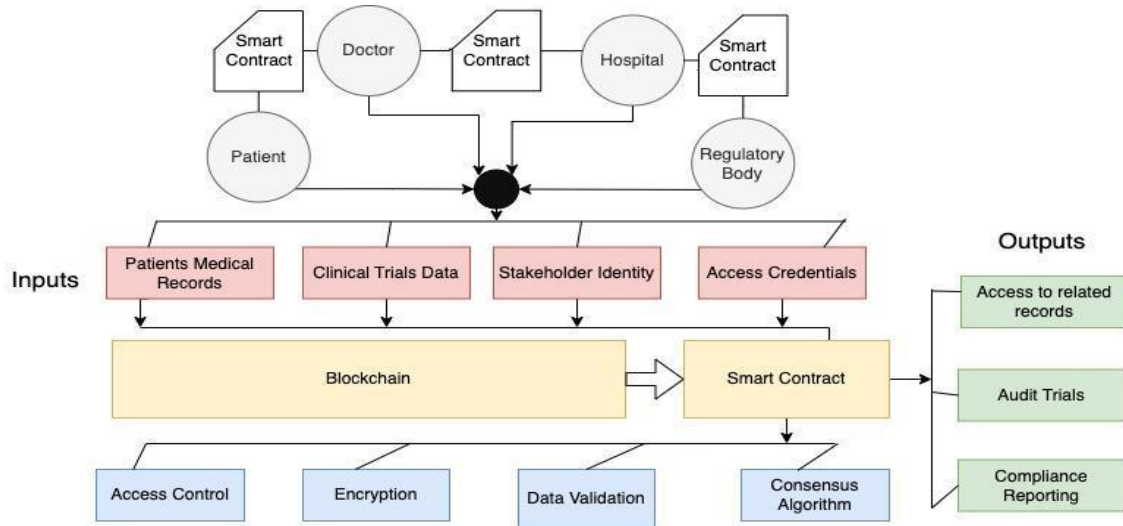 Smart
Contract
Doctor
Smart
Contract
Hospital
Smart
Contract
Patient
Regulatory
Body
Inputs
Patients Medical
Records
Clinical Trials Data
Stakeholder Identity
Access Credentials
Outputs
Access to related
records
Blockchain
Smart Contract
Audit Trials
Access Control
Encryption
Data Validation
Consensus
Algorithm
Compliance
Reporting